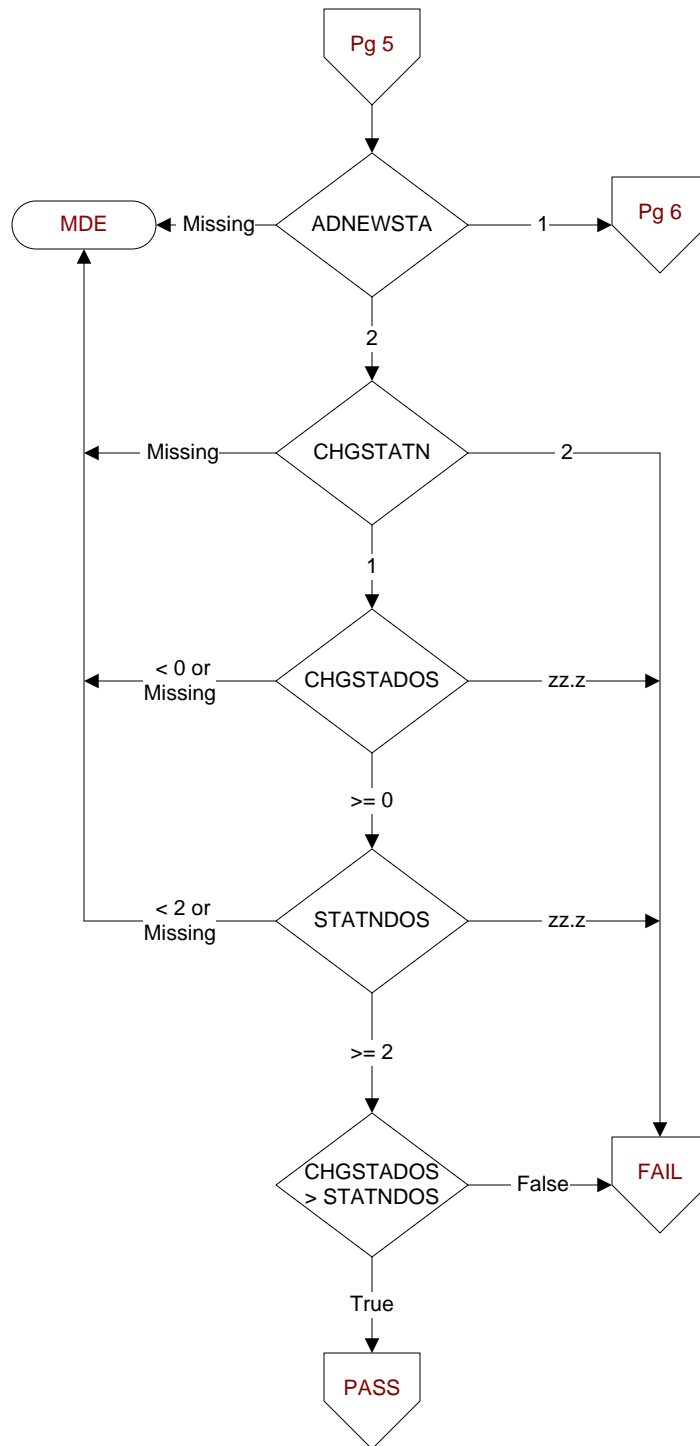 Pg 5
MDE
Missing
ADNEWSTA
1
Pg 6
2
Missing
CHGSTATN
2
1
< 0 or
Missing
CHGSTADOS
zz.z
>= 0
< 2 or
Missing
STATNDOS
zz.z
>= 2
CHGSTADOS
> STATNDOS
False
FAIL
True
PASS